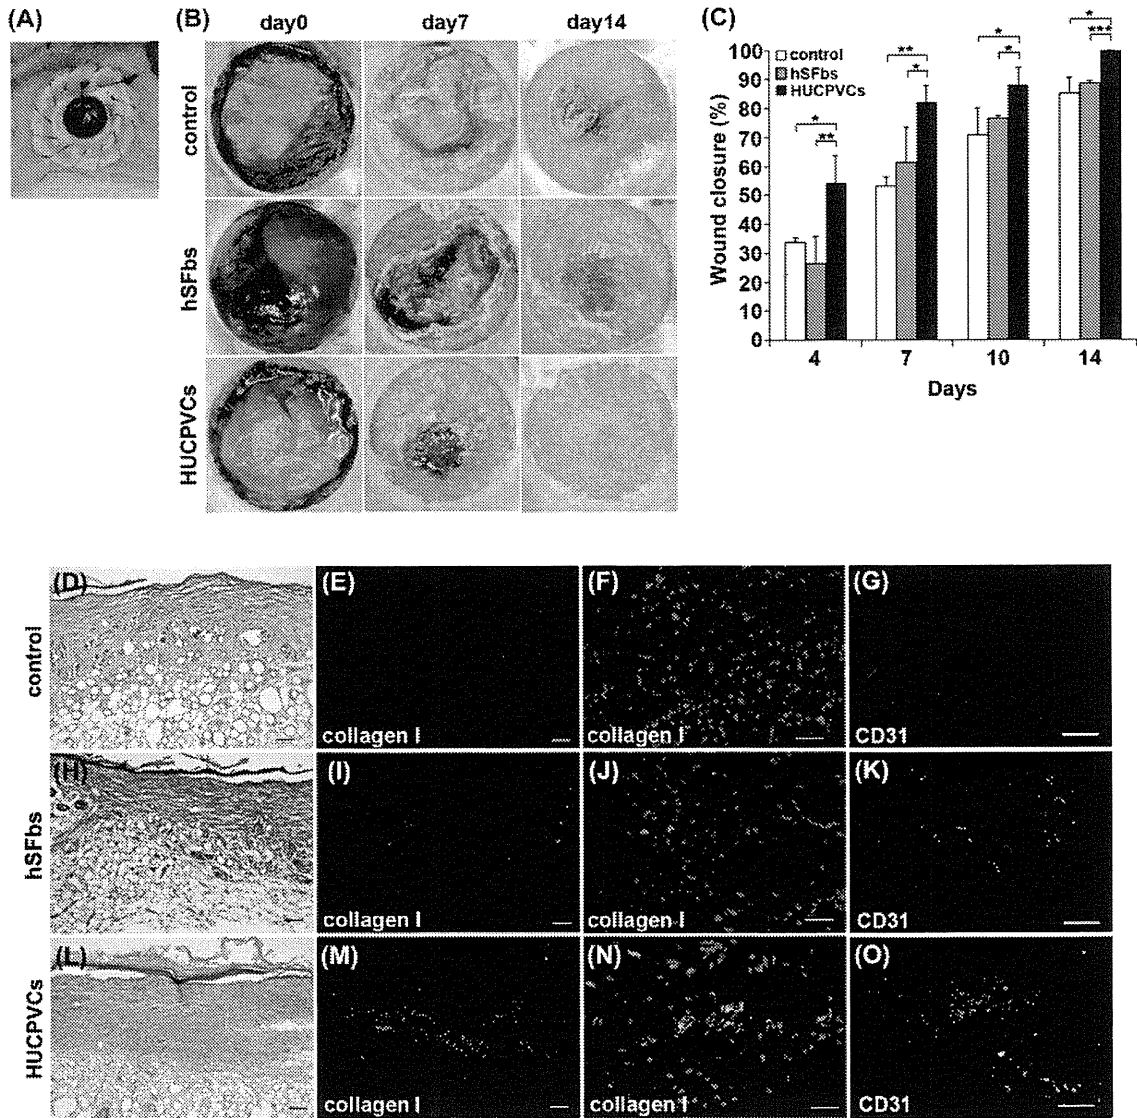 (A)
(B)
day0 day7 day14
control
hSFbs
HUCPVCs
(C)
Wound closure (%)
100
90
80
70
60
50
40
30
20
10
0
control
hSFbs
HUCPVCs
* **
** *
* *
* ***
4 7 10 14
Days
control
(D)
(E) collagen I
(F) collagen I
(G) CD31
hSFbs
(H)
(I) collagen I
(J) collagen I
(K) CD31
HUCPVCs
(L)
(M) collagen I
(N) collagen I
(O) CD31